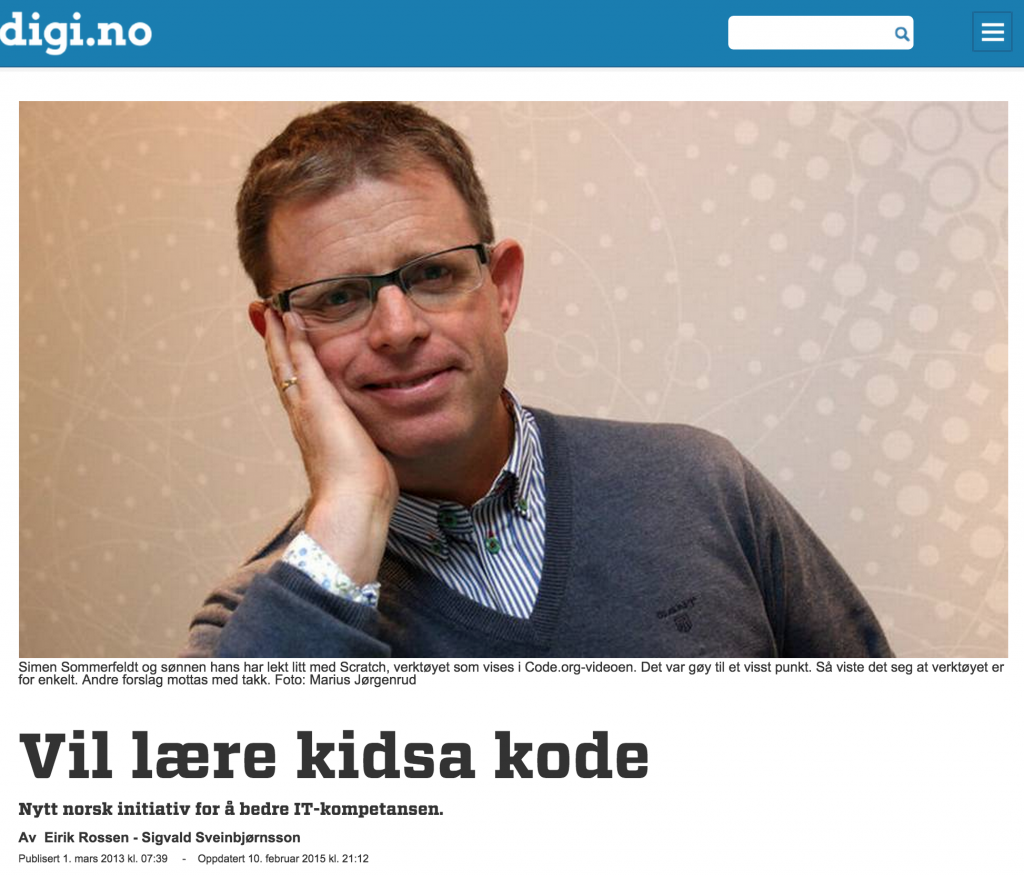 digi.no
GANT
Simen Sommerfeldt og sønnen hans har lekt litt med Scratch, verktøyet som vises i Code.org-videoen. Det var gøy til et visst punkt. Så viste det seg at verktøyet er
for enkelt. Andre forslag mottas med takk. Foto: Marius Jørgenrud
Vil lære kidsa kode
Nytt norsk initiativ for å bedre IT-kompetansen.
Av Eirik Rossen - Sigvald Sveinbjørnsson
Publisert 1. mars 2013 kl. 07:39 - Oppdatert 10. februar 2015 kl. 21:12